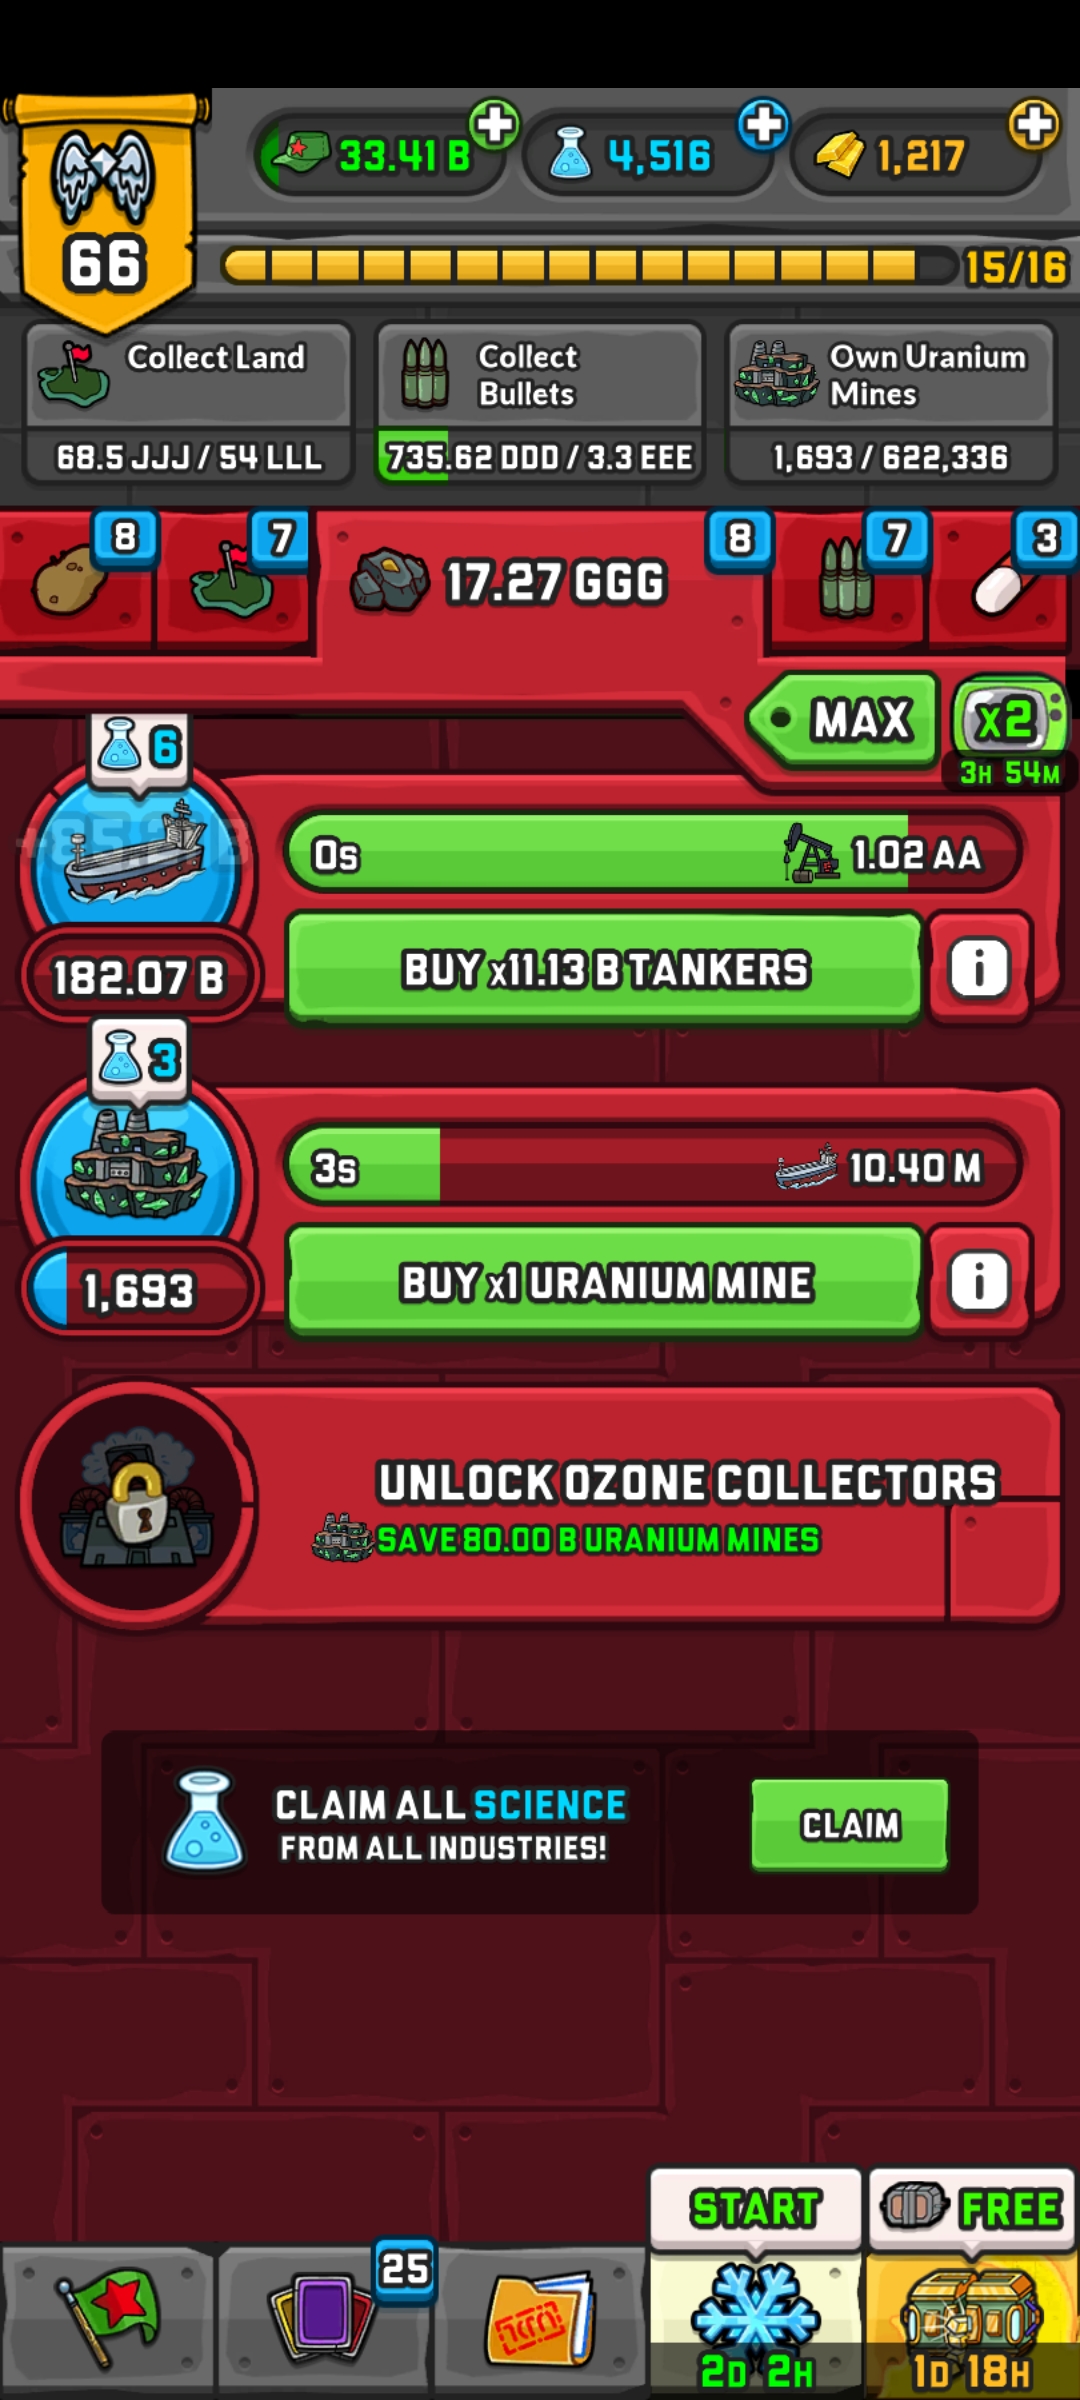 33.41 B
4,516
1,217
66
15/16
Collect Land
68.5 JJJ / 54 LLL
Collect
Bullets
735.62 DDD / 3.3 EEE
Own Uranium
Mines
1,693 / 622,336
8
7
17.27 GGG
8
7
3
MAX
x2
3H 54M
6
0s
1.02 AA
182.07 B
BUY x11.13 B TANKERS
i
3
3s
10.40 M
1,693
BUY x1 URANIUM MINE
i
UNLOCK OZONE COLLECTORS
SAVE 80.00 B URANIUM MINES
CLAIM ALL SCIENCE
FROM ALL INDUSTRIES!
CLAIM
START
FREE
25
2D 2H
1D 18H